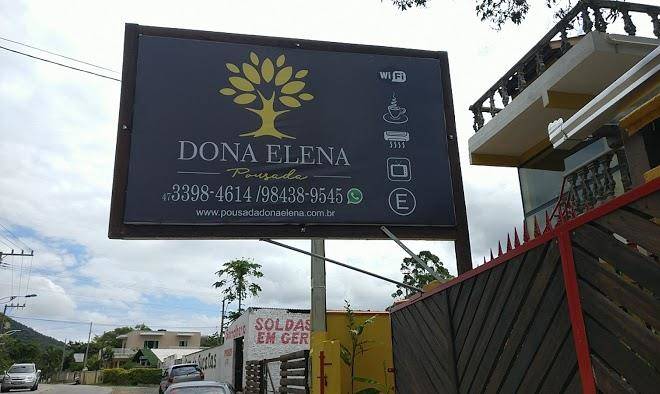 WiFi
DONA ELENA
Pousada
47 3398-4614 / 98438-9545
www.pousadadonaelena.com.br
E
SOLDAS
EM GER